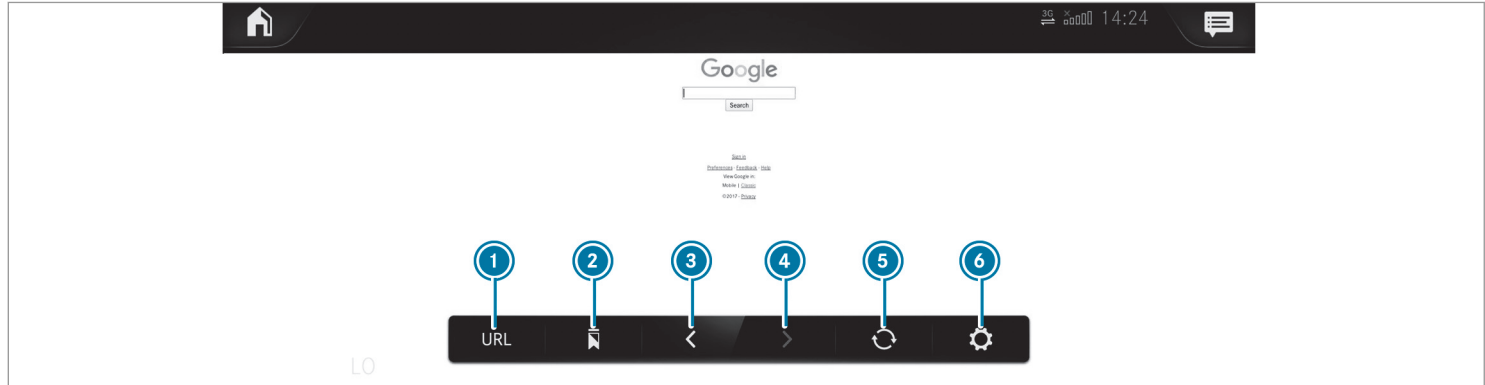 3G 14:24
Google
Search
Sign in
Preferences - Feedback - Help
View Google in:
Mobile | Classic
©2017 - Privacy
1 2 3 4 5 6
URL
LO